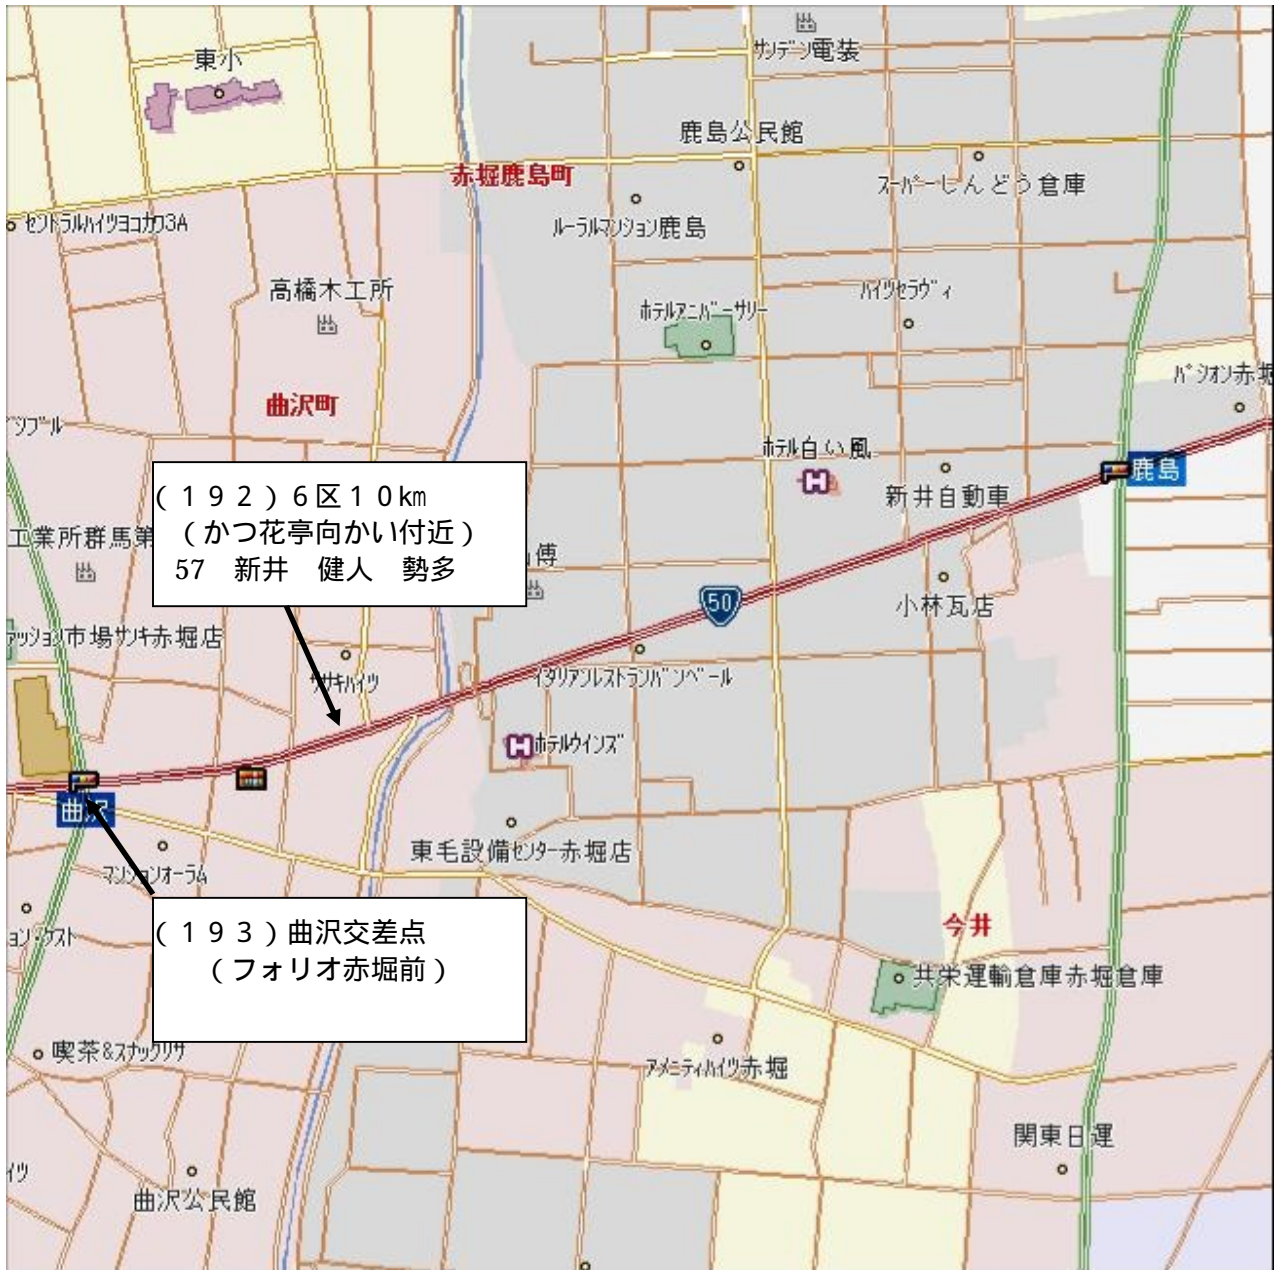 東小
サンデン電装
鹿島公民館
赤堀鹿島町
スーパーしんどう倉庫
セントラルハイツヨコカワ3A
ルーラルマンション鹿島
高橋木工所
ハイツセラヴィ
ホテルアニバーサリー
パシオン赤堀
曲沢町
ホテル白い風
鹿島
(192)6区10km
(かつ花亭向かい付近)
57 新井 健人 勢多
新井自動車
工業所群馬第
傅
50
小林瓦店
ァッション市場サンキ赤堀店
ササキハイツ
イタリアンレストランバンベール
ホテルウインズ
曲沢
東毛設備センター赤堀店
マンションオーラム
(193)曲沢交差点
(フォリオ赤堀前)
今井
共栄運輸倉庫赤堀倉庫
喫茶&スナックリサ
アメニティハイツ赤堀
関東日運
イツ
曲沢公民館